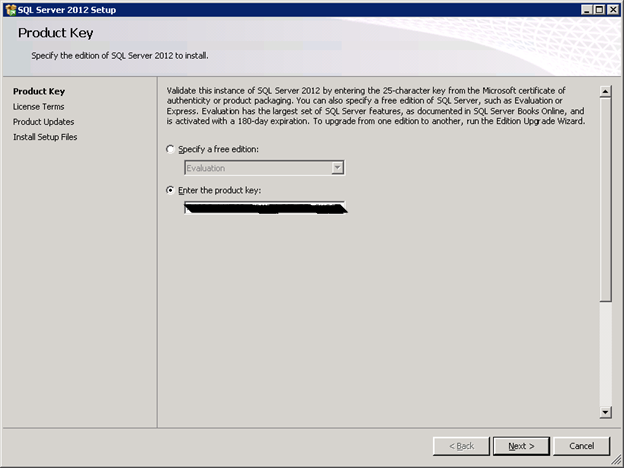 SQL Server 2012 Setup
Product Key
Specify the edition of SQL Server 2012 to install.
Product Key
License Terms
Product Updates
Install Setup Files
Validate this instance of SQL Server 2012 by entering the 25-character key from the Microsoft certificate of
authenticity or product packaging. You can also specify a free edition of SQL Server, such as Evaluation or
Express. Evaluation has the largest set of SQL Server features, as documented in SQL Server Books Online, and
is activated with a 180-day expiration. To upgrade from one edition to another, run the Edition Upgrade Wizard.
Specify a free edition:
Evaluation
Enter the product key:
< Back
Next >
Cancel